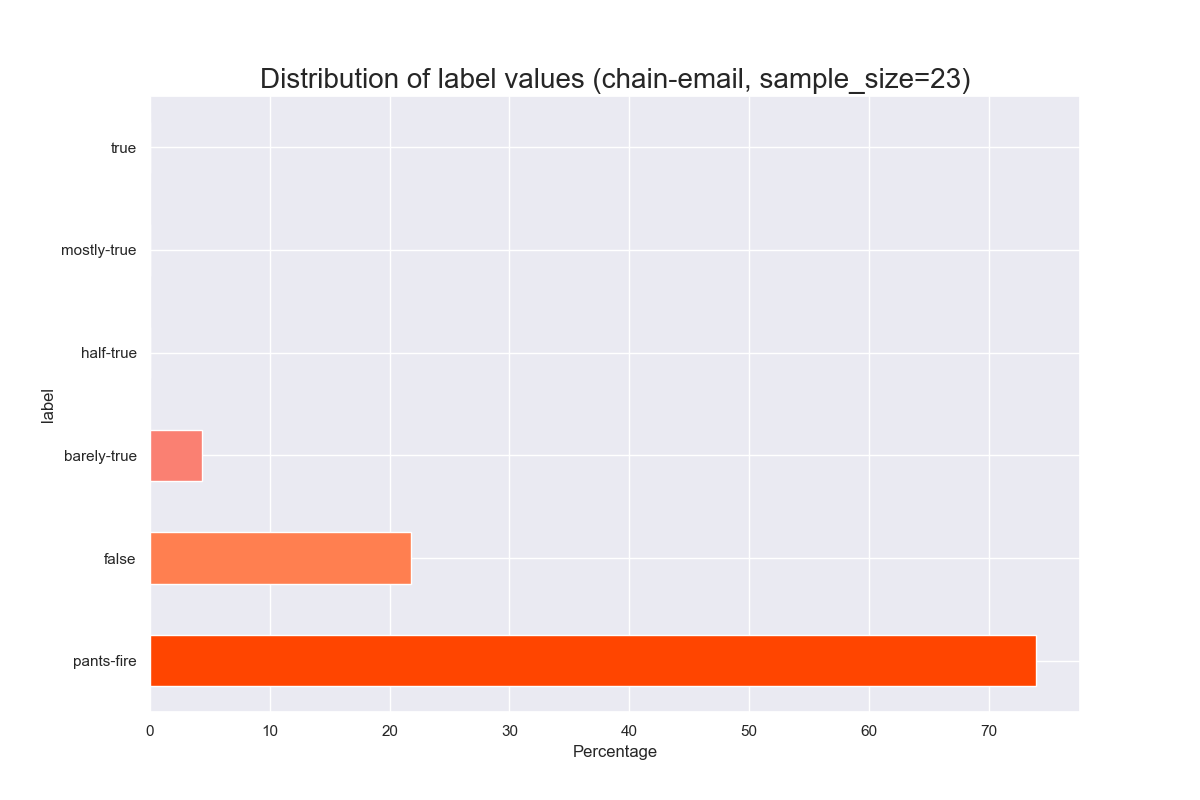 Distribution of label values (chain-email, sample_size=23)
true
mostly-true
half-true
barely-true
false
pants-fire
label
0 10 20 30 40 50 60 70
Percentage